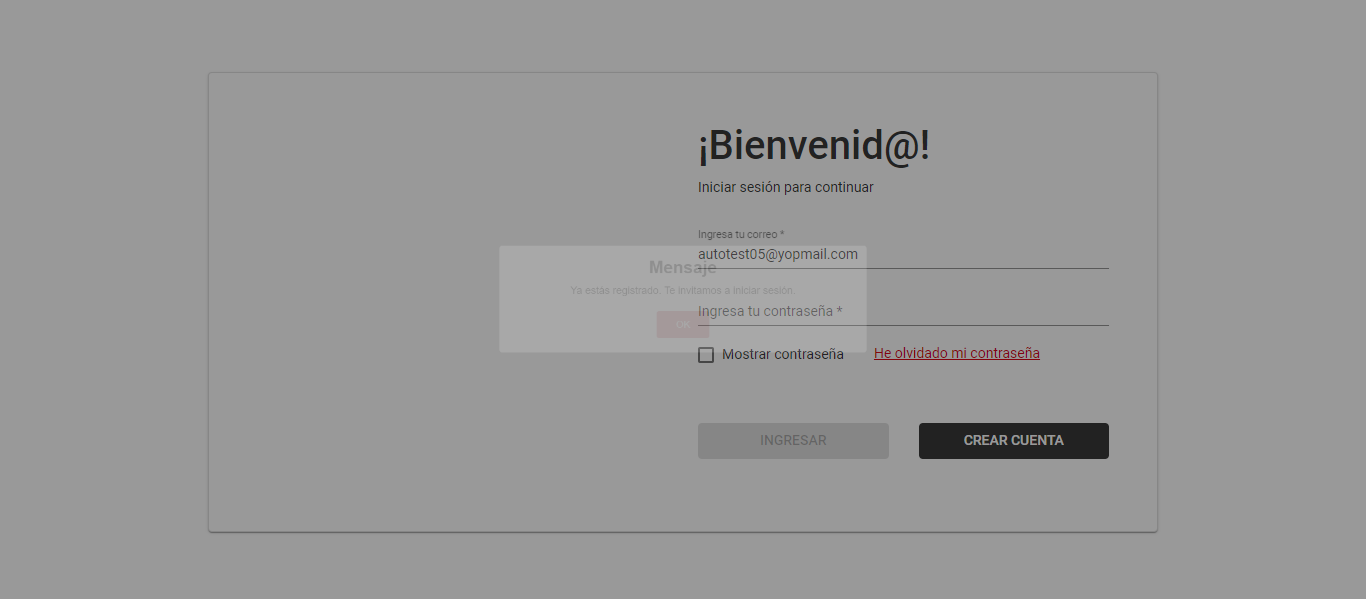 ¡Bienvenid@!
Iniciar sesión para continuar
Ingresa tu correo *
autotest05@yopmail.com
Mensaje
Ya estás registrado. Te invitamos a iniciar sesión.
Ingresa tu contraseña *
OK
Mostrar contraseña
He olvidado mi contraseña
INGRESAR
CREAR CUENTA